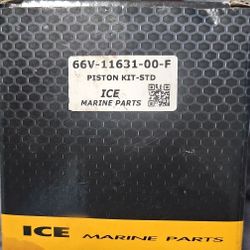 66V-11631-00-F
PISTON KIT-STD
ICE
MARINE PARTS
ICE MARINE PARTS